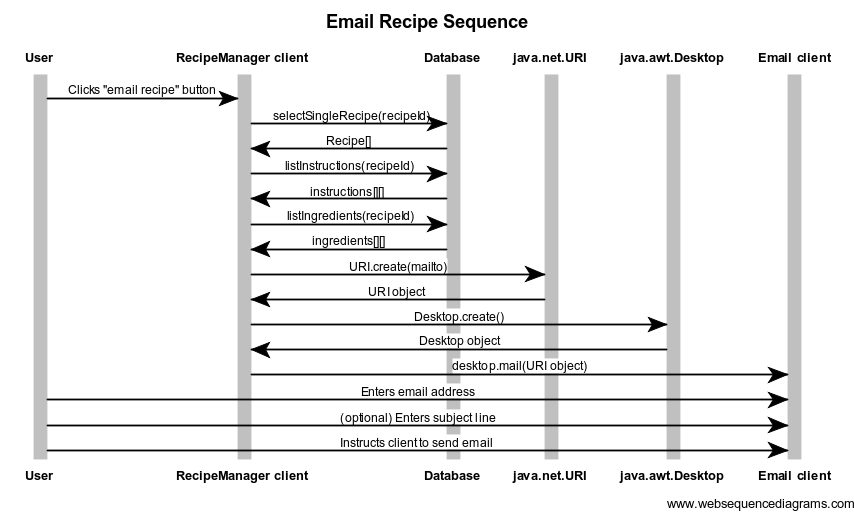 Email Recipe Sequence
User RecipeManager client Database java.net.URI java.awt.Desktop Email client
Clicks "email recipe" button
selectSingleRecipe(recipeId)
Recipe[]
listInstructions(recipeId)
instructions[][]
listIngredients(recipeId)
ingredients[][]
URI.create(mailto)
URI object
Desktop.create()
Desktop object
desktop.mail(URI object)
Enters email address
(optional) Enters subject line
Instructs client to send email
User RecipeManager client Database java.net.URI java.awt.Desktop Email client
www.websequencediagrams.com